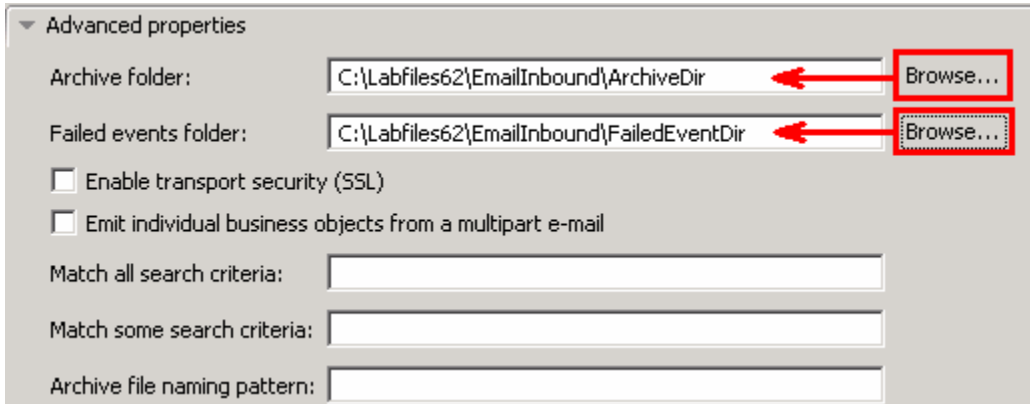 Advanced properties
Archive folder: C:\Labfiles62\EmailInbound\ArchiveDir Browse...
Failed events folder: C:\Labfiles62\EmailInbound\FailedEventDir Browse...
Enable transport security (SSL)
Emit individual business objects from a multipart e-mail
Match all search criteria:
Match some search criteria:
Archive file naming pattern: